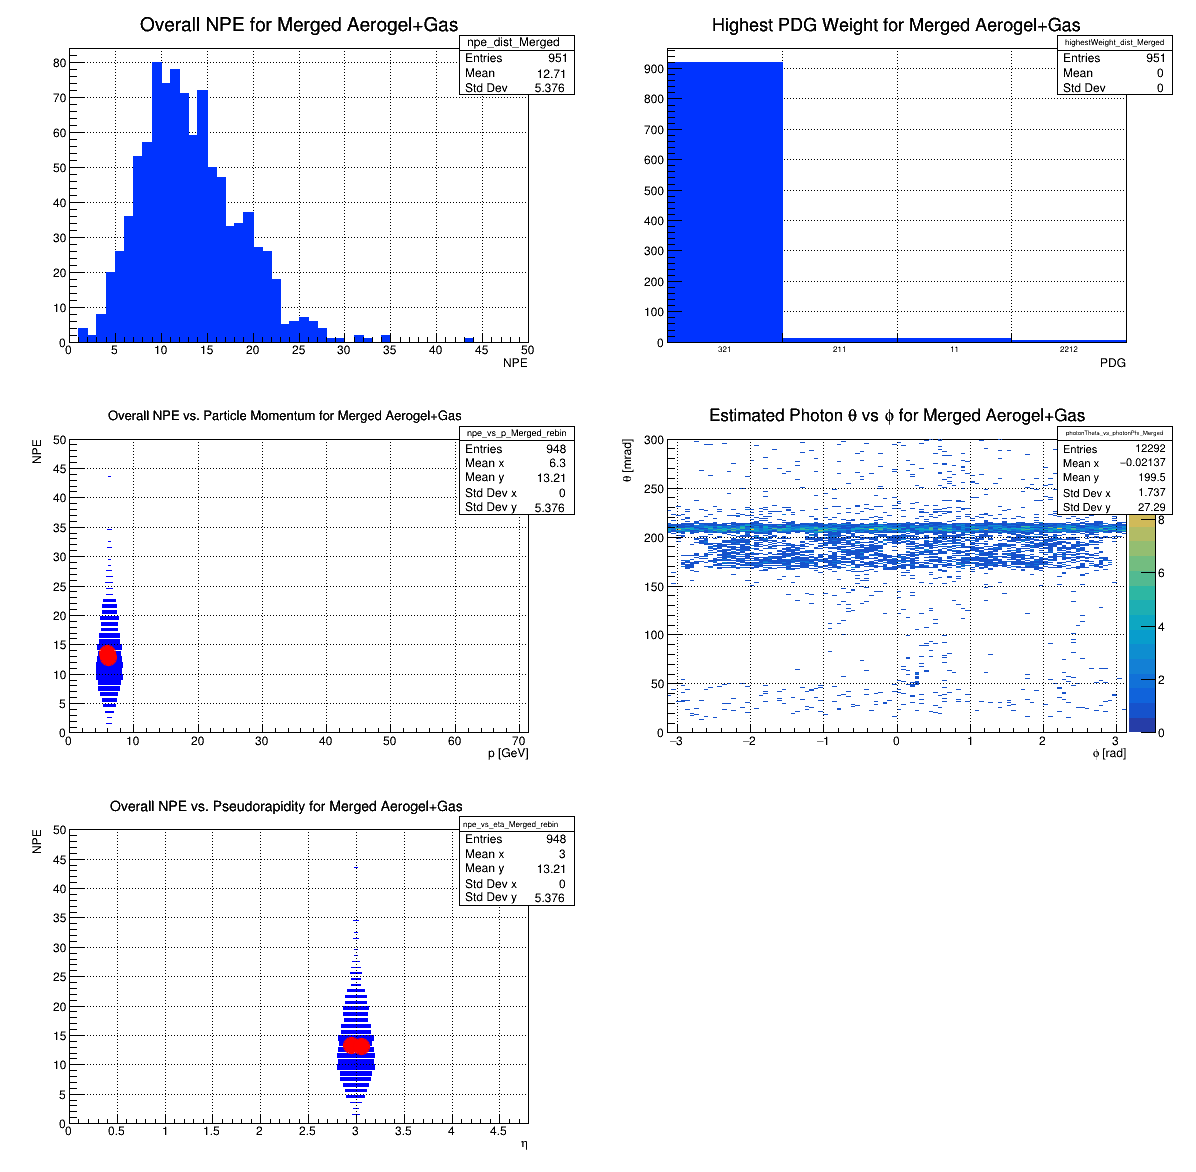 Overall NPE for Merged Aerogel+Gas
npe_dist_Merged
Entries 951
Mean 12.71
Std Dev 5.376
80
70
60
50
40
30
20
10
0
0 5 10 15 20 25 30 35 40 45 50
NPE
Highest PDG Weight for Merged Aerogel+Gas
highestWeight_dist_Merged
Entries 951
Mean 0
Std Dev 0
900
800
700
600
500
400
300
200
100
0
321 211 11 2212
PDG
Overall NPE vs. Particle Momentum for Merged Aerogel+Gas
npe_vs_p_Merged_rebin
Entries 948
Mean x 6.3
Mean y 13.21
Std Dev x 0
Std Dev y 5.376
NPE
50
45
40
35
30
25
20
15
10
5
0
0 10 20 30 40 50 60 70
p [GeV]
Estimated Photon θ vs ϕ for Merged Aerogel+Gas
photonTheta_vs_photonPhi_Merged
Entries 12292
Mean x −0.02137
Mean y 199.5
Std Dev x 1.737
Std Dev y 27.29
θ [mrad]
300
250
200
150
100
50
0
−3 −2 −1 0 1 2 3
ϕ [rad]
8
6
4
2
0
Overall NPE vs. Pseudorapidity for Merged Aerogel+Gas
npe_vs_eta_Merged_rebin
Entries 948
Mean x 3
Mean y 13.21
Std Dev x 0
Std Dev y 5.376
NPE
50
45
40
35
30
25
20
15
10
5
0
0 0.5 1 1.5 2 2.5 3 3.5 4 4.5
η